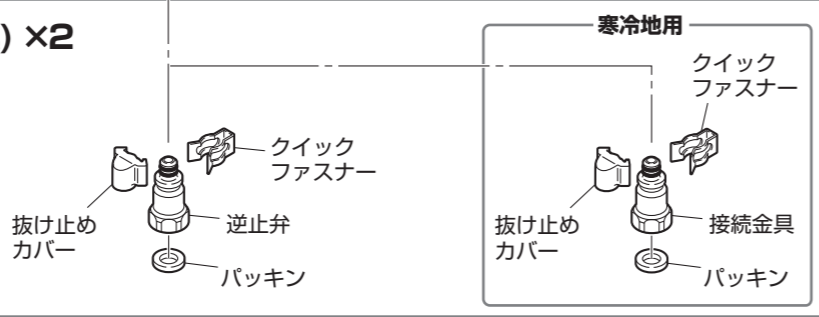 ) ×2
クイック
ファスナー
抜け止め
カバー
逆止弁
パッキン
寒冷地用
クイック
ファスナー
抜け止め
カバー
接続金具
パッキン